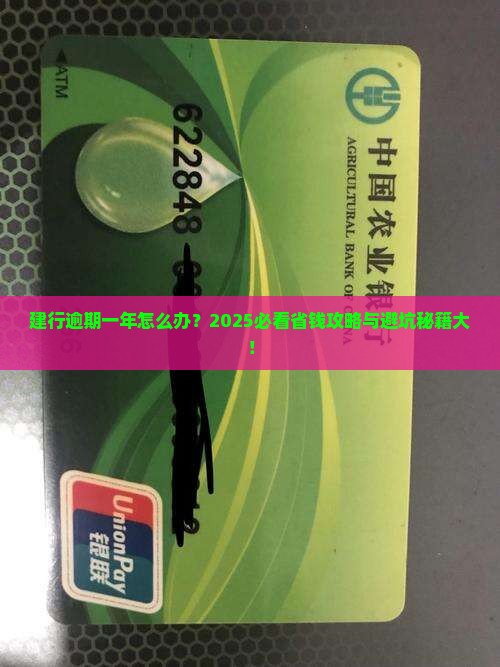 ATM
622848
中国农业银行
AGRICULTURAL BANK OF CHINA
建行逾期一年怎么办？2025必看省钱攻略与避坑秘籍大
！
UnionPay
银联